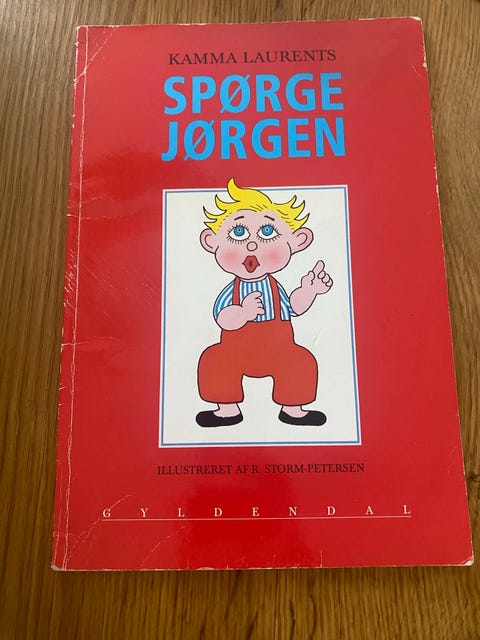 KAMMA LAURENTS
SPØRGE
JØRGEN
ILLUSTRERET AF R. STORM-PETERSEN
GYLDENDAL